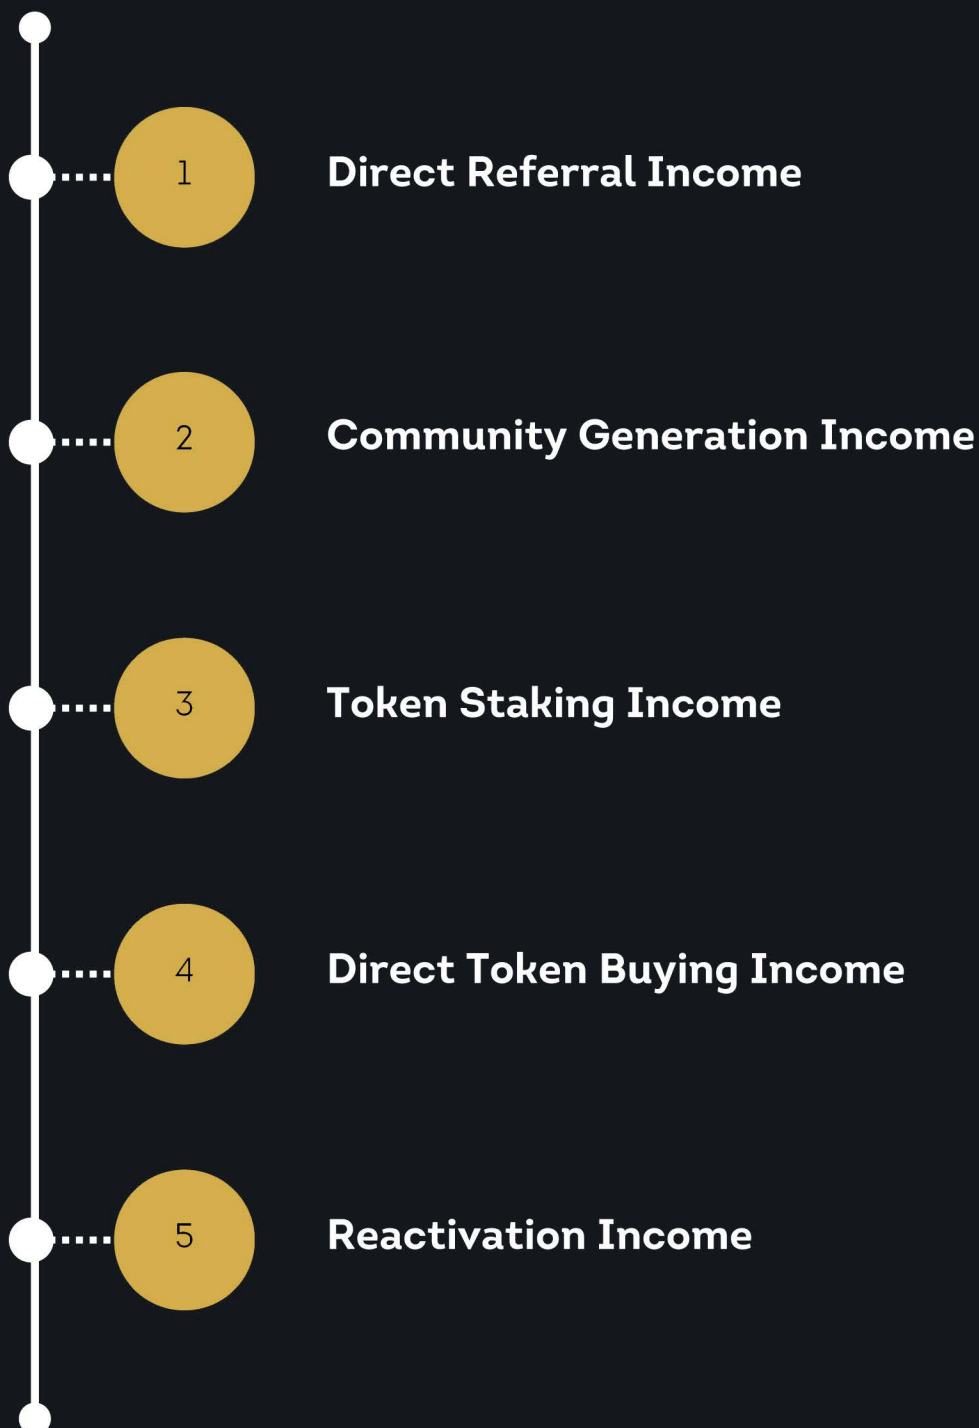 1
Direct Referral Income
2
Community Generation Income
3
Token Staking Income
4
Direct Token Buying Income
5
Reactivation Income